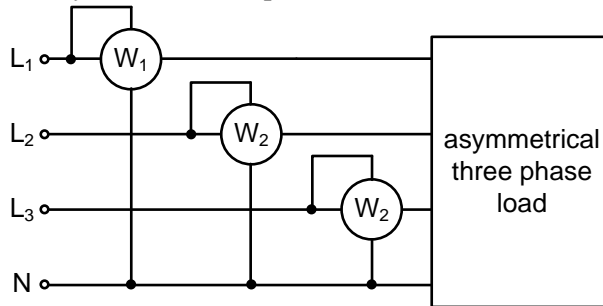 L₁
W₁
L₂
W₂
L₃
W₂
N
asymmetrical
three phase
load